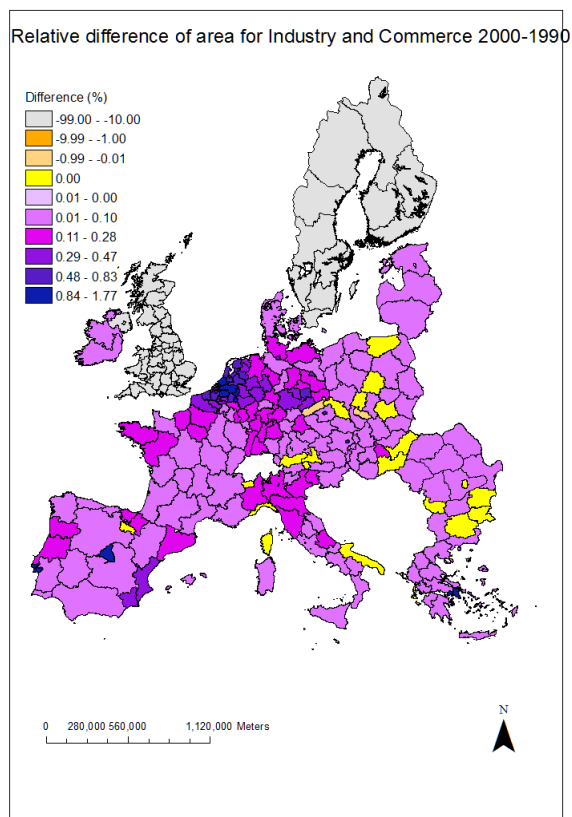 Relative difference of area for Industry and Commerce 2000-1990
Difference (%)
-99.00 - -10.00
-9.99 - -1.00
-0.99 - -0.01
0.00
0.01 - 0.00
0.01 - 0.10
0.11 - 0.28
0.29 - 0.47
0.48 - 0.83
0.84 - 1.77
N
0 280,000 560,000 1,120,000 Meters